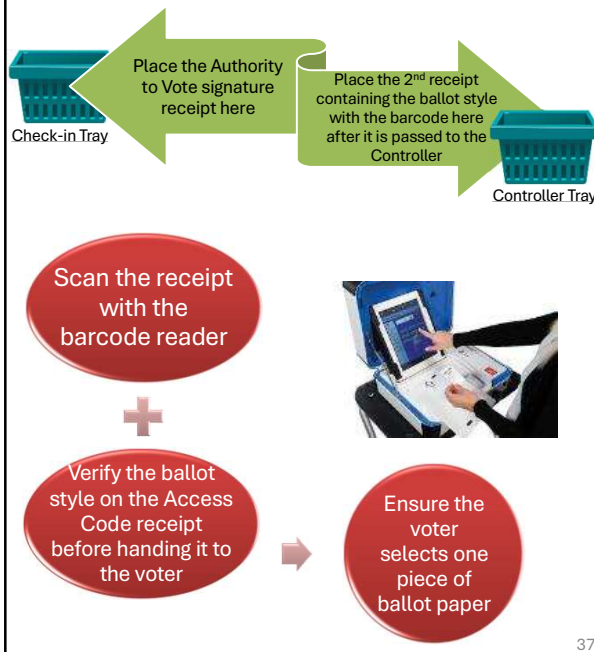 Place the Authority
to Vote signature
receipt here
Check-in Tray
Place the 2nd receipt
containing the ballot style
with the barcode here
after it is passed to the
Controller
Controller Tray
Scan the receipt
with the
barcode reader
Verify the ballot
style on the Access
Code receipt
before handing it to
the voter
Ensure the
voter
selects one
piece of
ballot paper
37